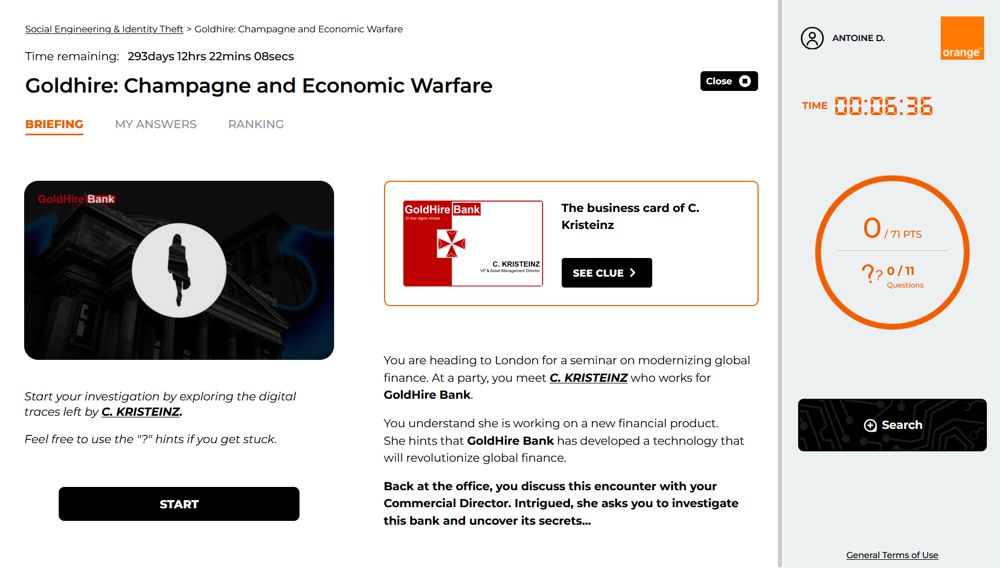 Social Engineering & Identity Theft > Goldhire: Champagne and Economic Warfare
Time remaining: 293days 12hrs 22mins 08secs
Goldhire: Champagne and Economic Warfare
Close
BRIEFING MY ANSWERS RANKING
GoldHire Bank
Start your investigation by exploring the digital
traces left by C. KRISTEINZ.
Feel free to use the "?" hints if you get stuck.
START
GoldHire Bank
In hoc signo vinces
C. KRISTEINZ
VP & Asset Management Director
The business card of C.
Kristeinz
SEE CLUE
You are heading to London for a seminar on modernizing global
finance. At a party, you meet C. KRISTEINZ who works for
GoldHire Bank.
You understand she is working on a new financial product.
She hints that GoldHire Bank has developed a technology that
will revolutionize global finance.
Back at the office, you discuss this encounter with your
Commercial Director. Intrigued, she asks you to investigate
this bank and uncover its secrets...
ANTOINE D.
orange™
TIME 00:06:36
0 / 71 PTS
?? 0 / 11
Questions
Search
General Terms of Use